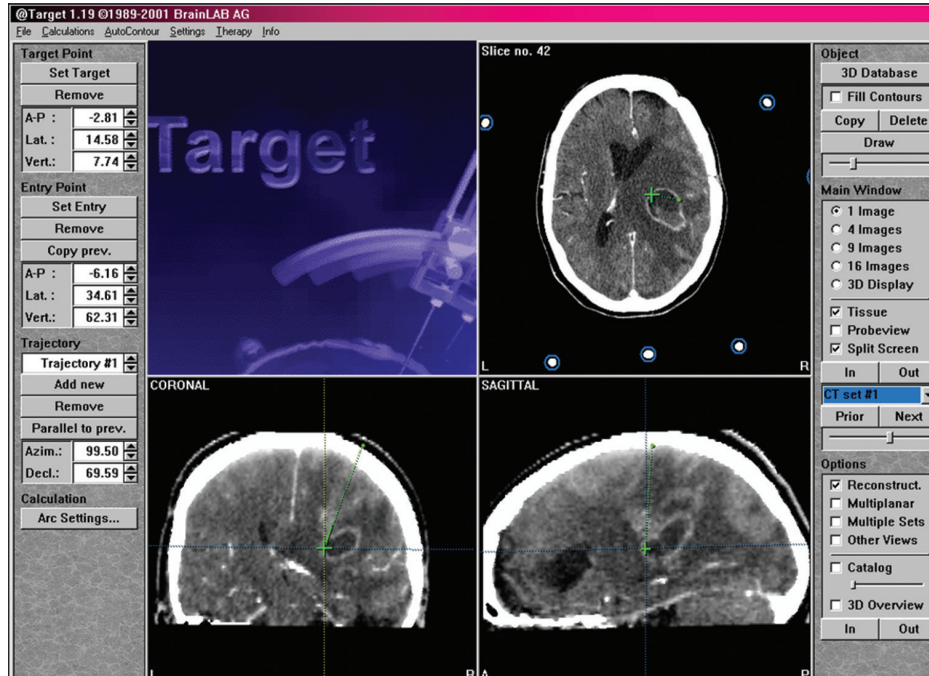 @Target 1.19 ©1989-2001 BrainLAB AG
File Calculations AutoContour Settings Therapy Info
Target Point
Set Target
Remove
A-P : -2.81
Lat. : 14.58
Vert.: 7.74
Entry Point
Set Entry
Remove
Copy prev.
A-P : -6.16
Lat. : 34.61
Vert.: 62.31
Trajectory
Trajectory #1
Add new
Remove
Parallel to prev.
Azim.: 99.50
Decl.: 69.59
Calculation
Arc Settings...
Target
Slice no. 42
L R
CORONAL
L R
SAGITTAL
A P
Object
3D Database
Fill Contours
Copy Delete
Draw
Main Window
1 Image
4 Images
9 Images
16 Images
3D Display
Tissue
Probeview
Split Screen
In Out
CT set #1
Prior Next
Options
Reconstruct.
Multiplanar
Multiple Sets
Other Views
Catalog
3D Overview
In Out